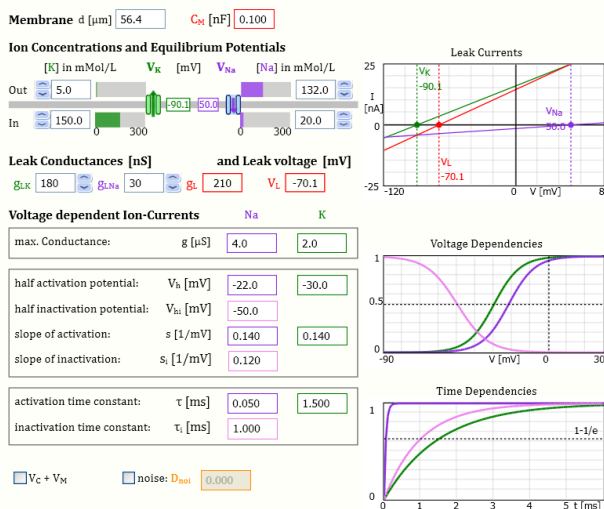 Membrane d [µm] 56.4 C_M [nF] 0.100
Ion Concentrations and Equilibrium Potentials
[K] in mMol/L V_K [mV] V_Na [Na] in mMol/L
Out 5.0 132.0
-90.1 50.0
In 150.0 20.0
0 300 0 300
Leak Conductances [nS] and Leak voltage [mV]
g_LK 180 g_LNa 30 g_L 210 V_L -70.1
Voltage dependent Ion-Currents Na K
max. Conductance: g [µS] 4.0 2.0
half activation potential: V_h [mV] -22.0 -30.0
half inactivation potential: V_hi [mV] -50.0
slope of activation: s [1/mV] 0.140 0.140
slope of inactivation: s_i [1/mV] 0.120
activation time constant: τ [ms] 0.050 1.500
inactivation time constant: τ_i [ms] 1.000
V_C + V_M noise: D_noi 0.000
Leak Currents
25
I
[nA]
0
-25
V_K
-90.1
V_Na
50.0
V_L
-70.1
-120 0 V [mV] 8
Voltage Dependencies
1
0.5
0
-90 V [mV] 0 30
Time Dependencies
1
1-1/e
0
0 1 2 3 4 5 t [ms]